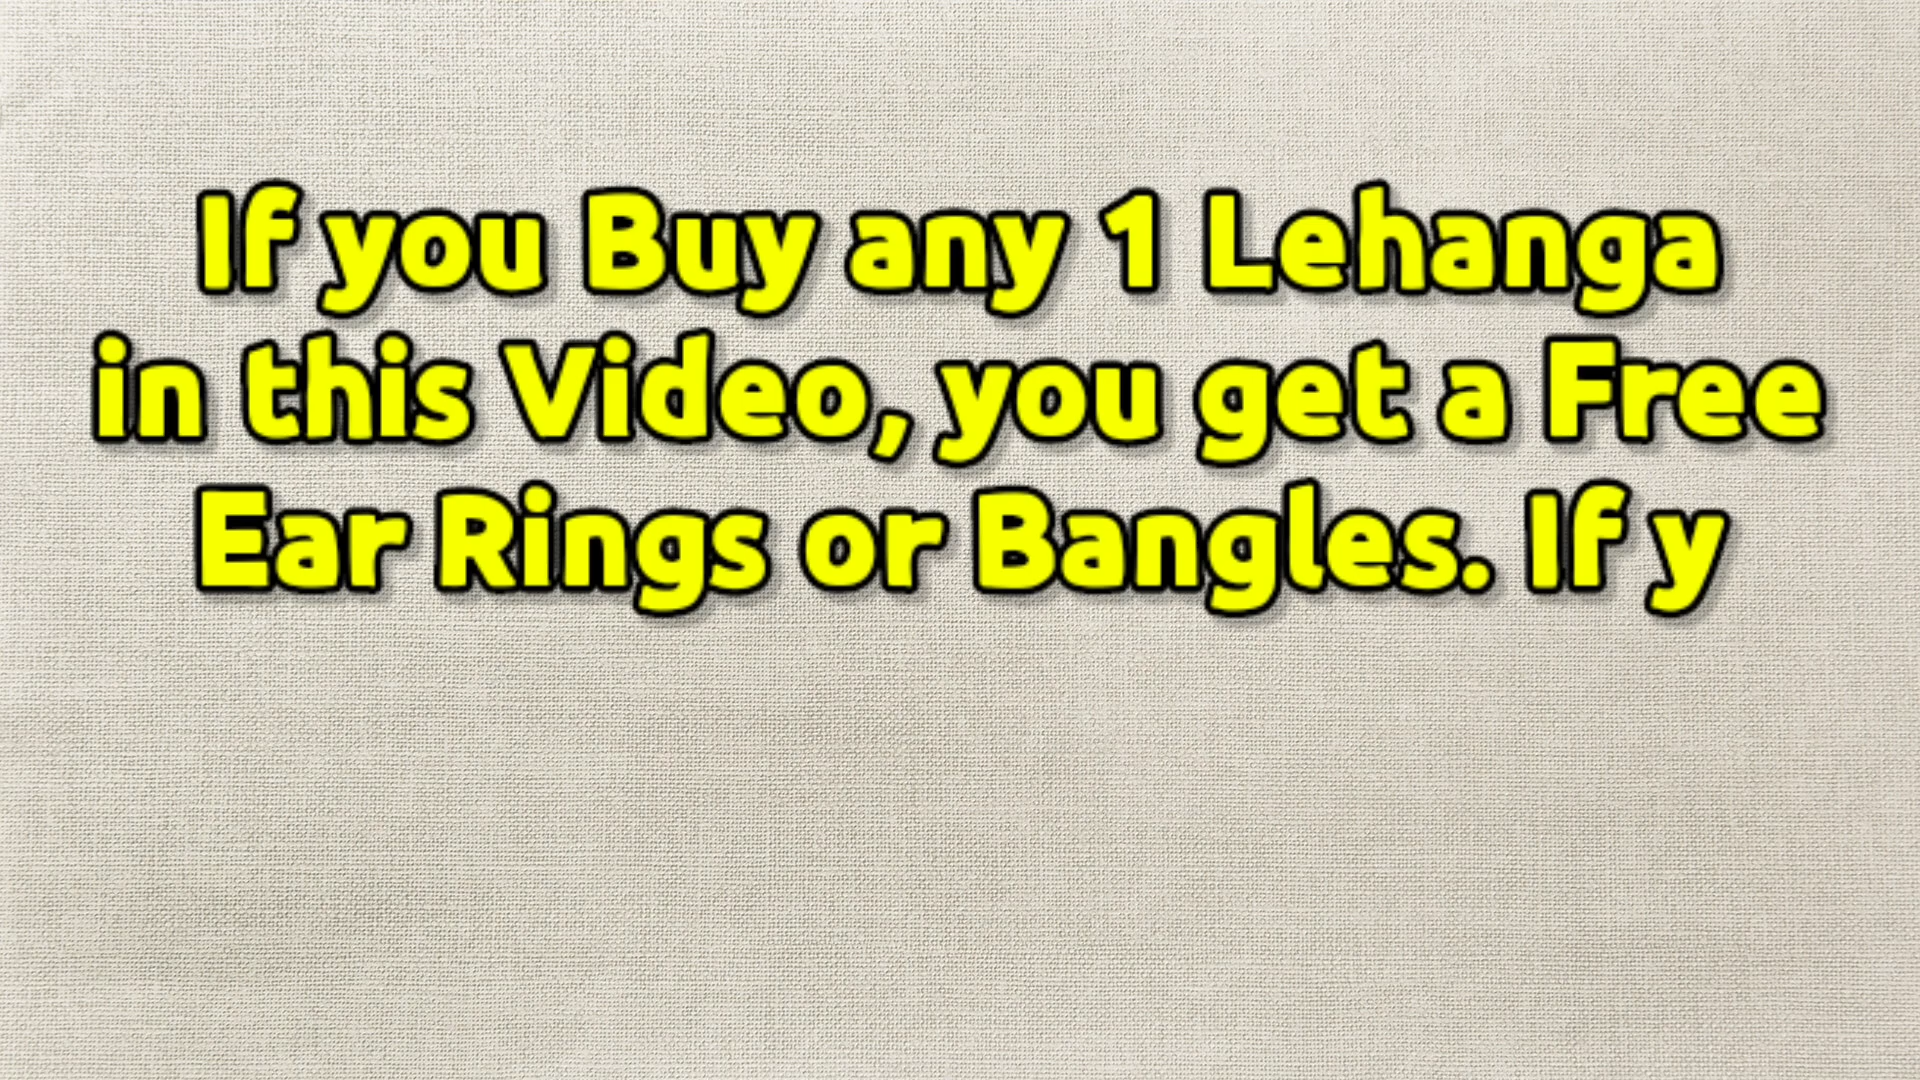 If you Buy any 1 Lehanga
in this Video, you get a Free
Ear Rings or Bangles. If y